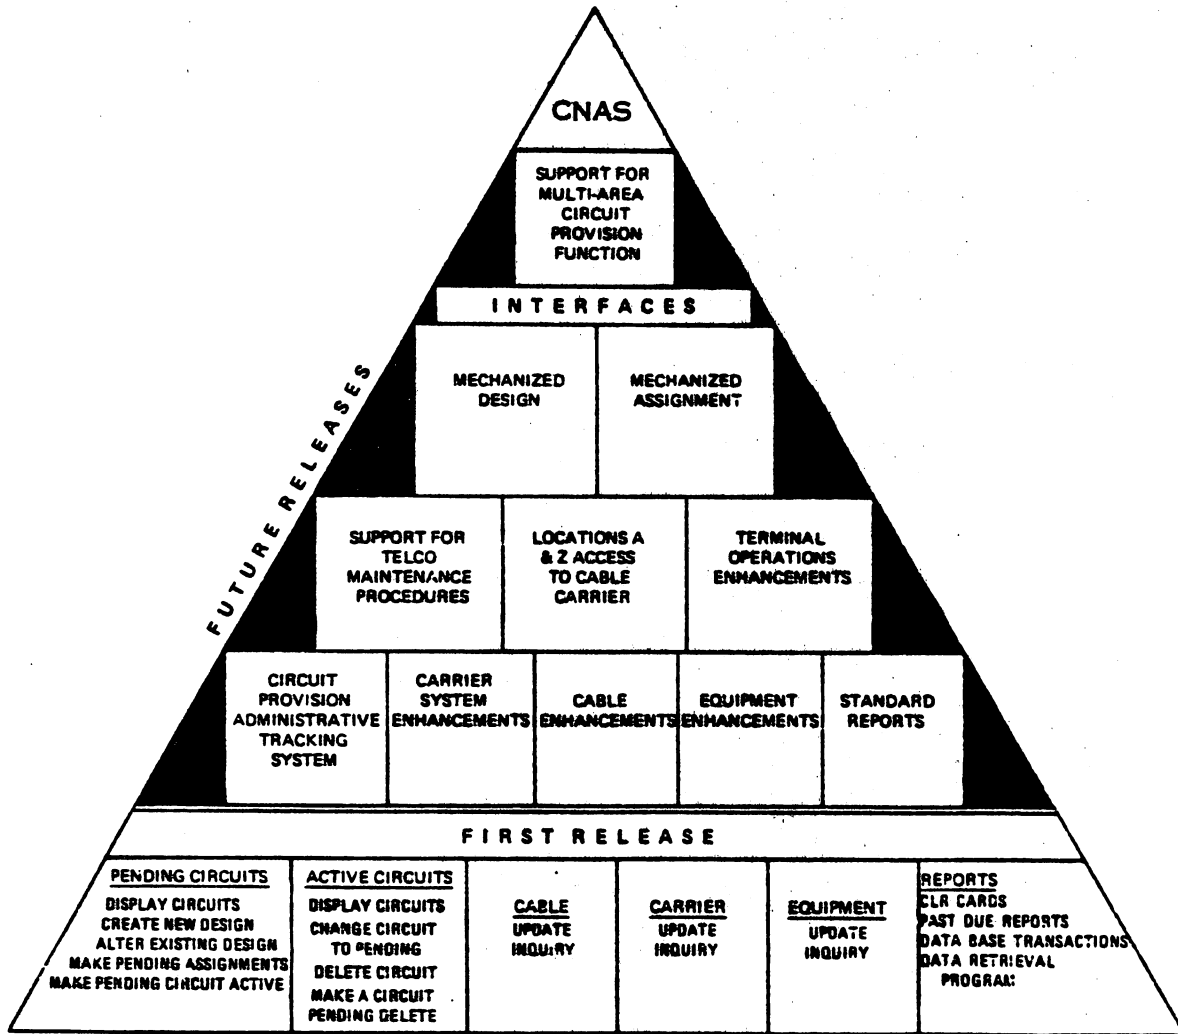 CNAS
SUPPORT FOR
MULTI-AREA
CIRCUIT
PROVISION
FUNCTION
INTERFACES
MECHANIZED
DESIGN
MECHANIZED
ASSIGNMENT
FUTURE RELEASES
SUPPORT FOR
TELCO
MAINTENANCE
PROCEDURES
LOCATIONS A
& Z ACCESS
TO CABLE
CARRIER
TERMINAL
OPERATIONS
ENHANCEMENTS
CIRCUIT
PROVISION
ADMINISTRATIVE
TRACKING
SYSTEM
CARRIER
SYSTEM
ENHANCEMENTS
CABLE
ENHANCEMENTS
EQUIPMENT
ENHANCEMENTS
STANDARD
REPORTS
FIRST RELEASE
PENDING CIRCUITS
DISPLAY CIRCUITS
CREATE NEW DESIGN
ALTER EXISTING DESIGN
MAKE PENDING ASSIGNMENTS
MAKE PENDING CIRCUIT ACTIVE
ACTIVE CIRCUITS
DISPLAY CIRCUITS
CHANGE CIRCUIT
TO PENDING
DELETE CIRCUIT
MAKE A CIRCUIT
PENDING DELETE
CABLE
UPDATE
INQUIRY
CARRIER
UPDATE
INQUIRY
EQUIPMENT
UPDATE
INQUIRY
REPORTS
CLR CARDS
PAST DUE REPORTS
DATA BASE TRANSACTIONS
DATA RETRIEVAL
PROGRAM